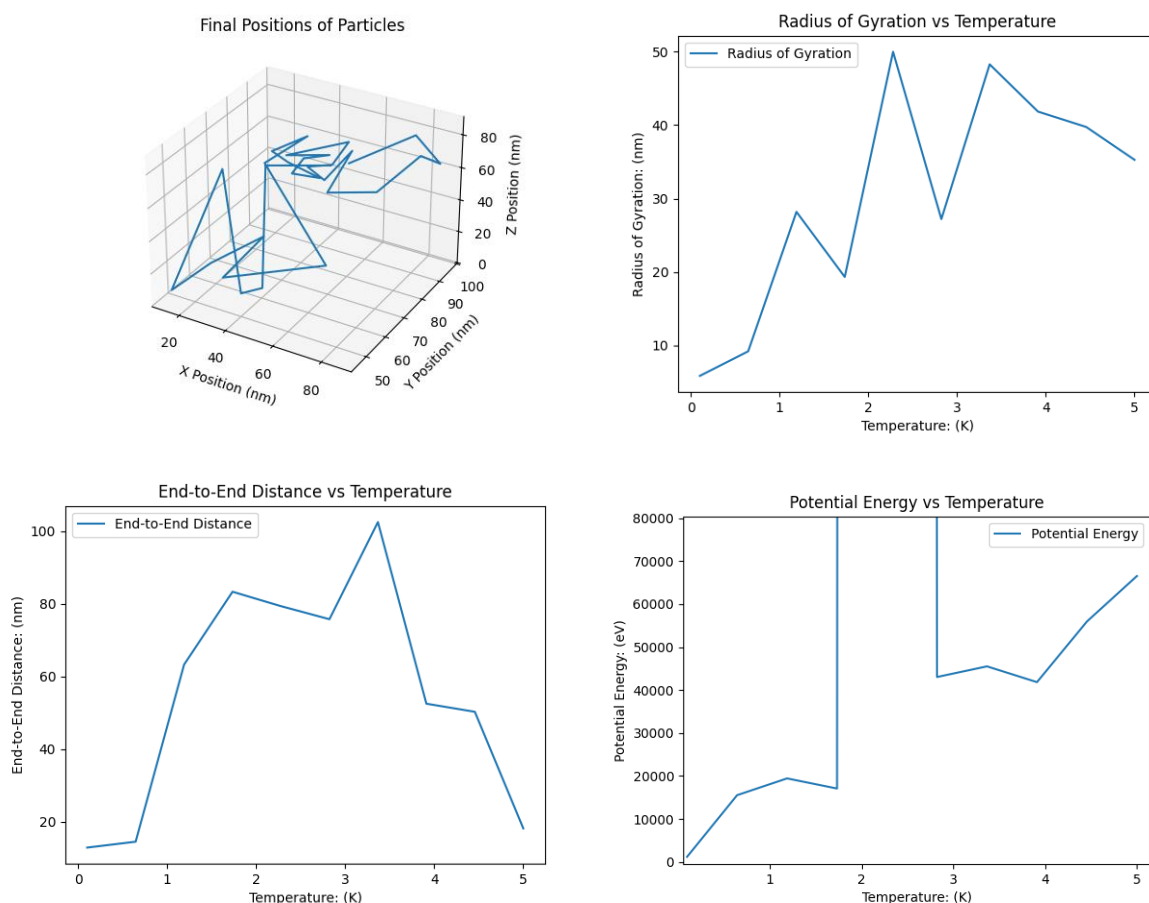 Final Positions of Particles
80
60
40
20
0
Z Position (nm)
100
90
80
70
60
50
Y Position (nm)
20
40
60
80
X Position (nm)
Radius of Gyration vs Temperature
Radius of Gyration
50
40
30
20
10
Radius of Gyration: (nm)
0 1 2 3 4 5
Temperature: (K)
End-to-End Distance vs Temperature
End-to-End Distance
100
80
60
40
20
End-to-End Distance: (nm)
0 1 2 3 4 5
Temperature: (K)
Potential Energy vs Temperature
Potential Energy
80000
70000
60000
50000
40000
30000
20000
10000
0
Potential Energy: (eV)
1 2 3 4 5
Temperature: (K)